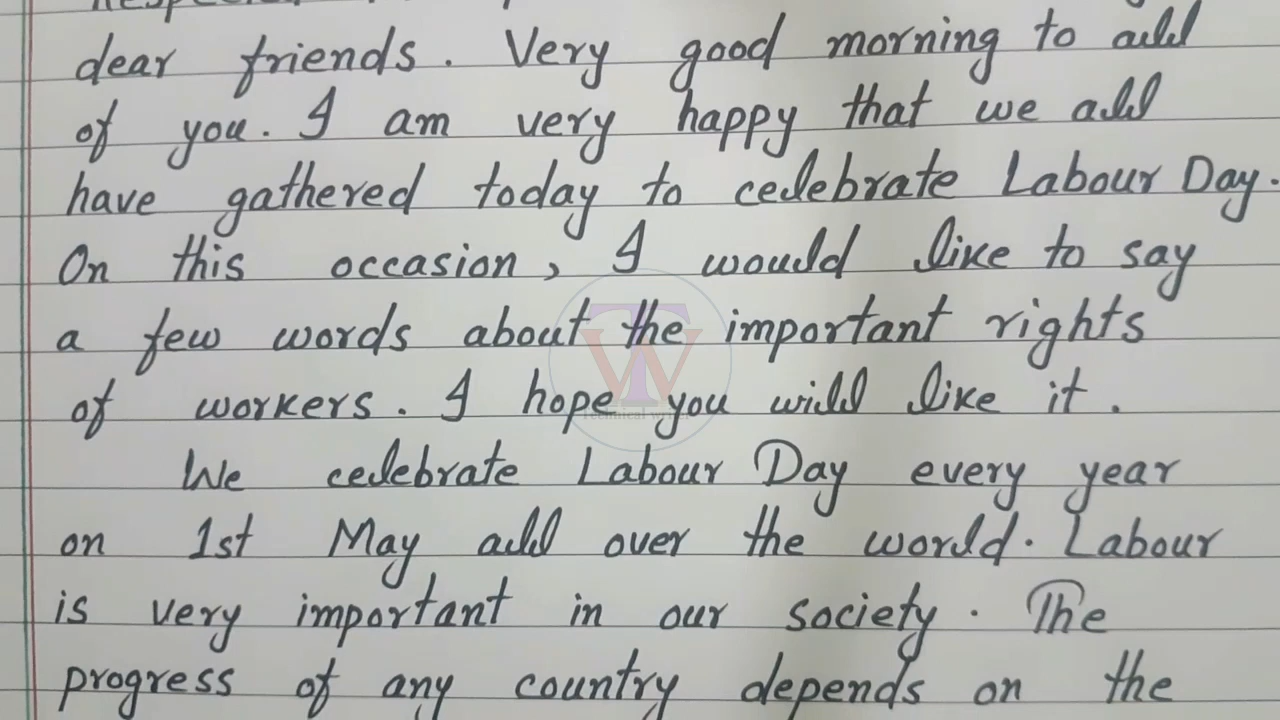 dear friends. Very good morning to all
of you. I am very happy that we all
have gathered today to celebrate Labour Day.
On this occasion, I would like to say
a few words about the important rights
of workers. I hope you will like it.
We celebrate Labour Day every year
on 1st May all over the world. Labour
is very important in our society. The
progress of any country depends on the